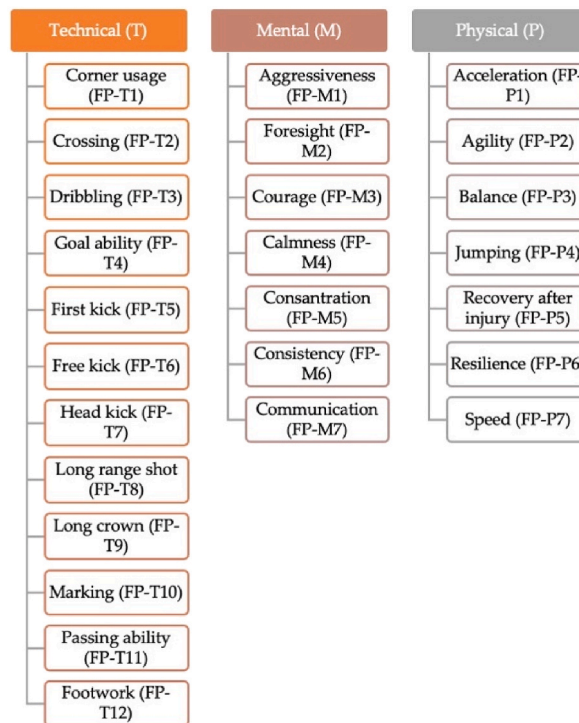 Technical (T)
Corner usage
(FP-T1)
Crossing (FP-T2)
Dribbling (FP-T3)
Goal ability (FP-
T4)
First kick (FP-T5)
Free kick (FP-T6)
Head kick (FP-
T7)
Long range shot
(FP-T8)
Long crown (FP-
T9)
Marking (FP-T10)
Passing ability
(FP-T11)
Footwork (FP-
T12)
Mental (M)
Aggressiveness
(FP-M1)
Foresight (FP-
M2)
Courage (FP-M3)
Calmness (FP-
M4)
Consantration
(FP-M5)
Consistency (FP-
M6)
Communication
(FP-M7)
Physical (P)
Acceleration (FP-
P1)
Agility (FP-P2)
Balance (FP-P3)
Jumping (FP-P4)
Recovery after
injury (FP-P5)
Resilience (FP-P6
Speed (FP-P7)